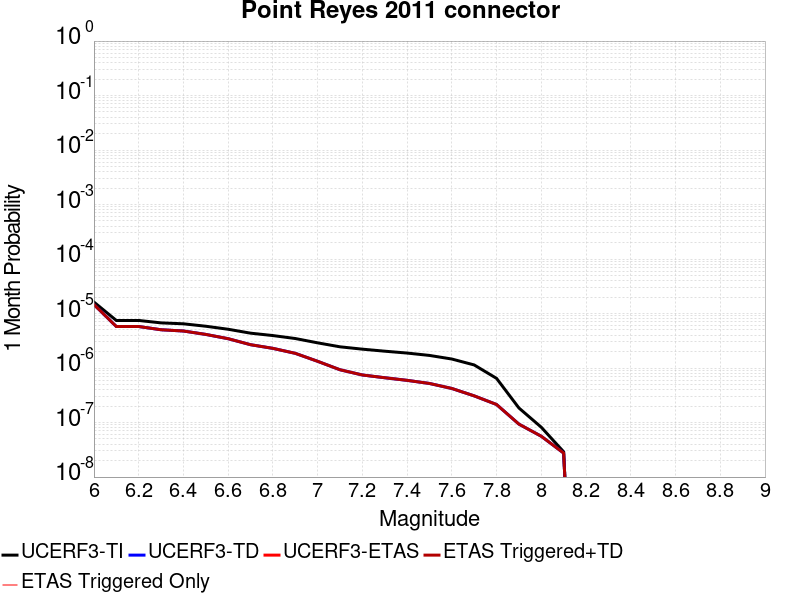 Point Reyes 2011 connector
10^0
10^-1
10^-2
10^-3
10^-4
10^-5
10^-6
10^-7
10^-8
1 Month Probability
6 6.2 6.4 6.6 6.8 7 7.2 7.4 7.6 7.8 8 8.2 8.4 8.6 8.8 9
Magnitude
UCERF3-TI UCERF3-TD UCERF3-ETAS ETAS Triggered+TD
ETAS Triggered Only